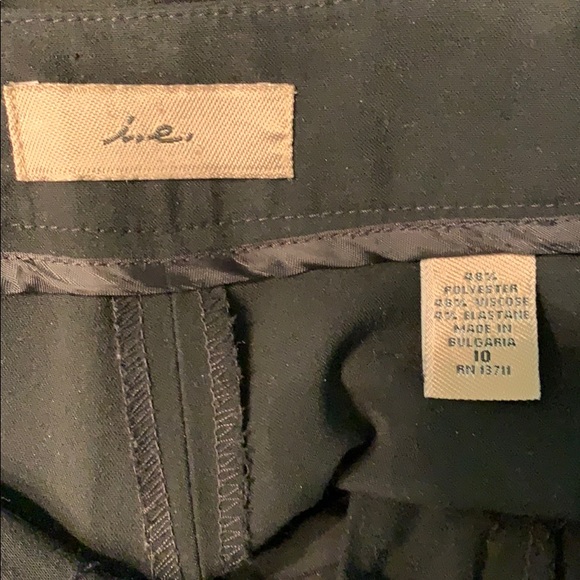 i.e.
48%
POLYESTER
48% VISCOSE
4% ELASTANE
MADE IN
BULGARIA
10
RN 13711